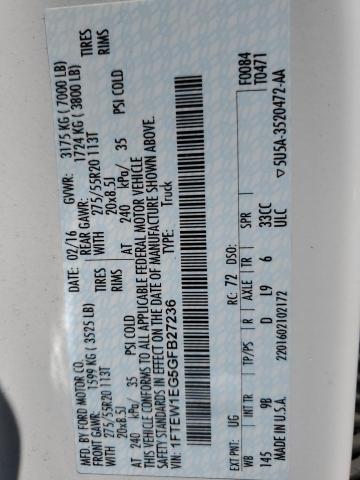 MFD. BY FORD MOTOR CO.
DATE: 02/16 GVWR: 3175 KG ( 7000 LB)
FRONT GAWR: 1599 KG ( 3525 LB) REAR GAWR: 1724 KG ( 3800 LB)
275/55R20 113T TIRES WITH 275/55R20 113T TIRES
20x8.5J RIMS 20x8.5J RIMS
AT 240 kPa/ 35 PSI COLD AT 240 kPa/ 35 PSI COLD
THIS VEHICLE CONFORMS TO ALL APPLICABLE FEDERAL MOTOR VEHICLE
SAFETY STANDARDS IN EFFECT ON THE DATE OF MANUFACTURE SHOWN ABOVE.
VIN: 1FTEW1EG5GFB27236 TYPE: Truck
F0084
T0471
EXT PNT: UG RC: 72 DSO:
WB INT TR TP/PS R AXLE TR SPR
145 9B D L9 6 33CC
ULC
MADE IN U.S.A. 2201602102172 ▽5U5A-3520472-AA